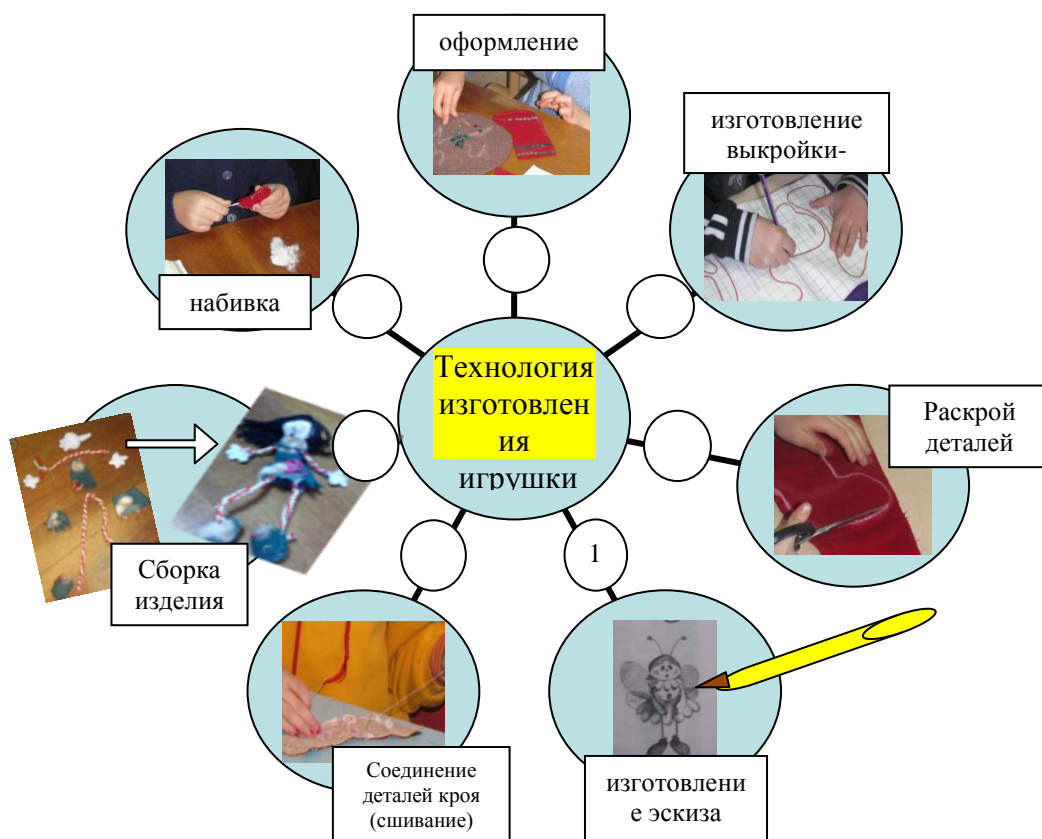 оформление
изготовление
выкройки-
набивка
Технология
изготовлен
ия
игрушки
Раскрой
деталей
1
Сборка
изделия
Соединение
деталей кроя
(сшивание)
изготовлени
е эскиза